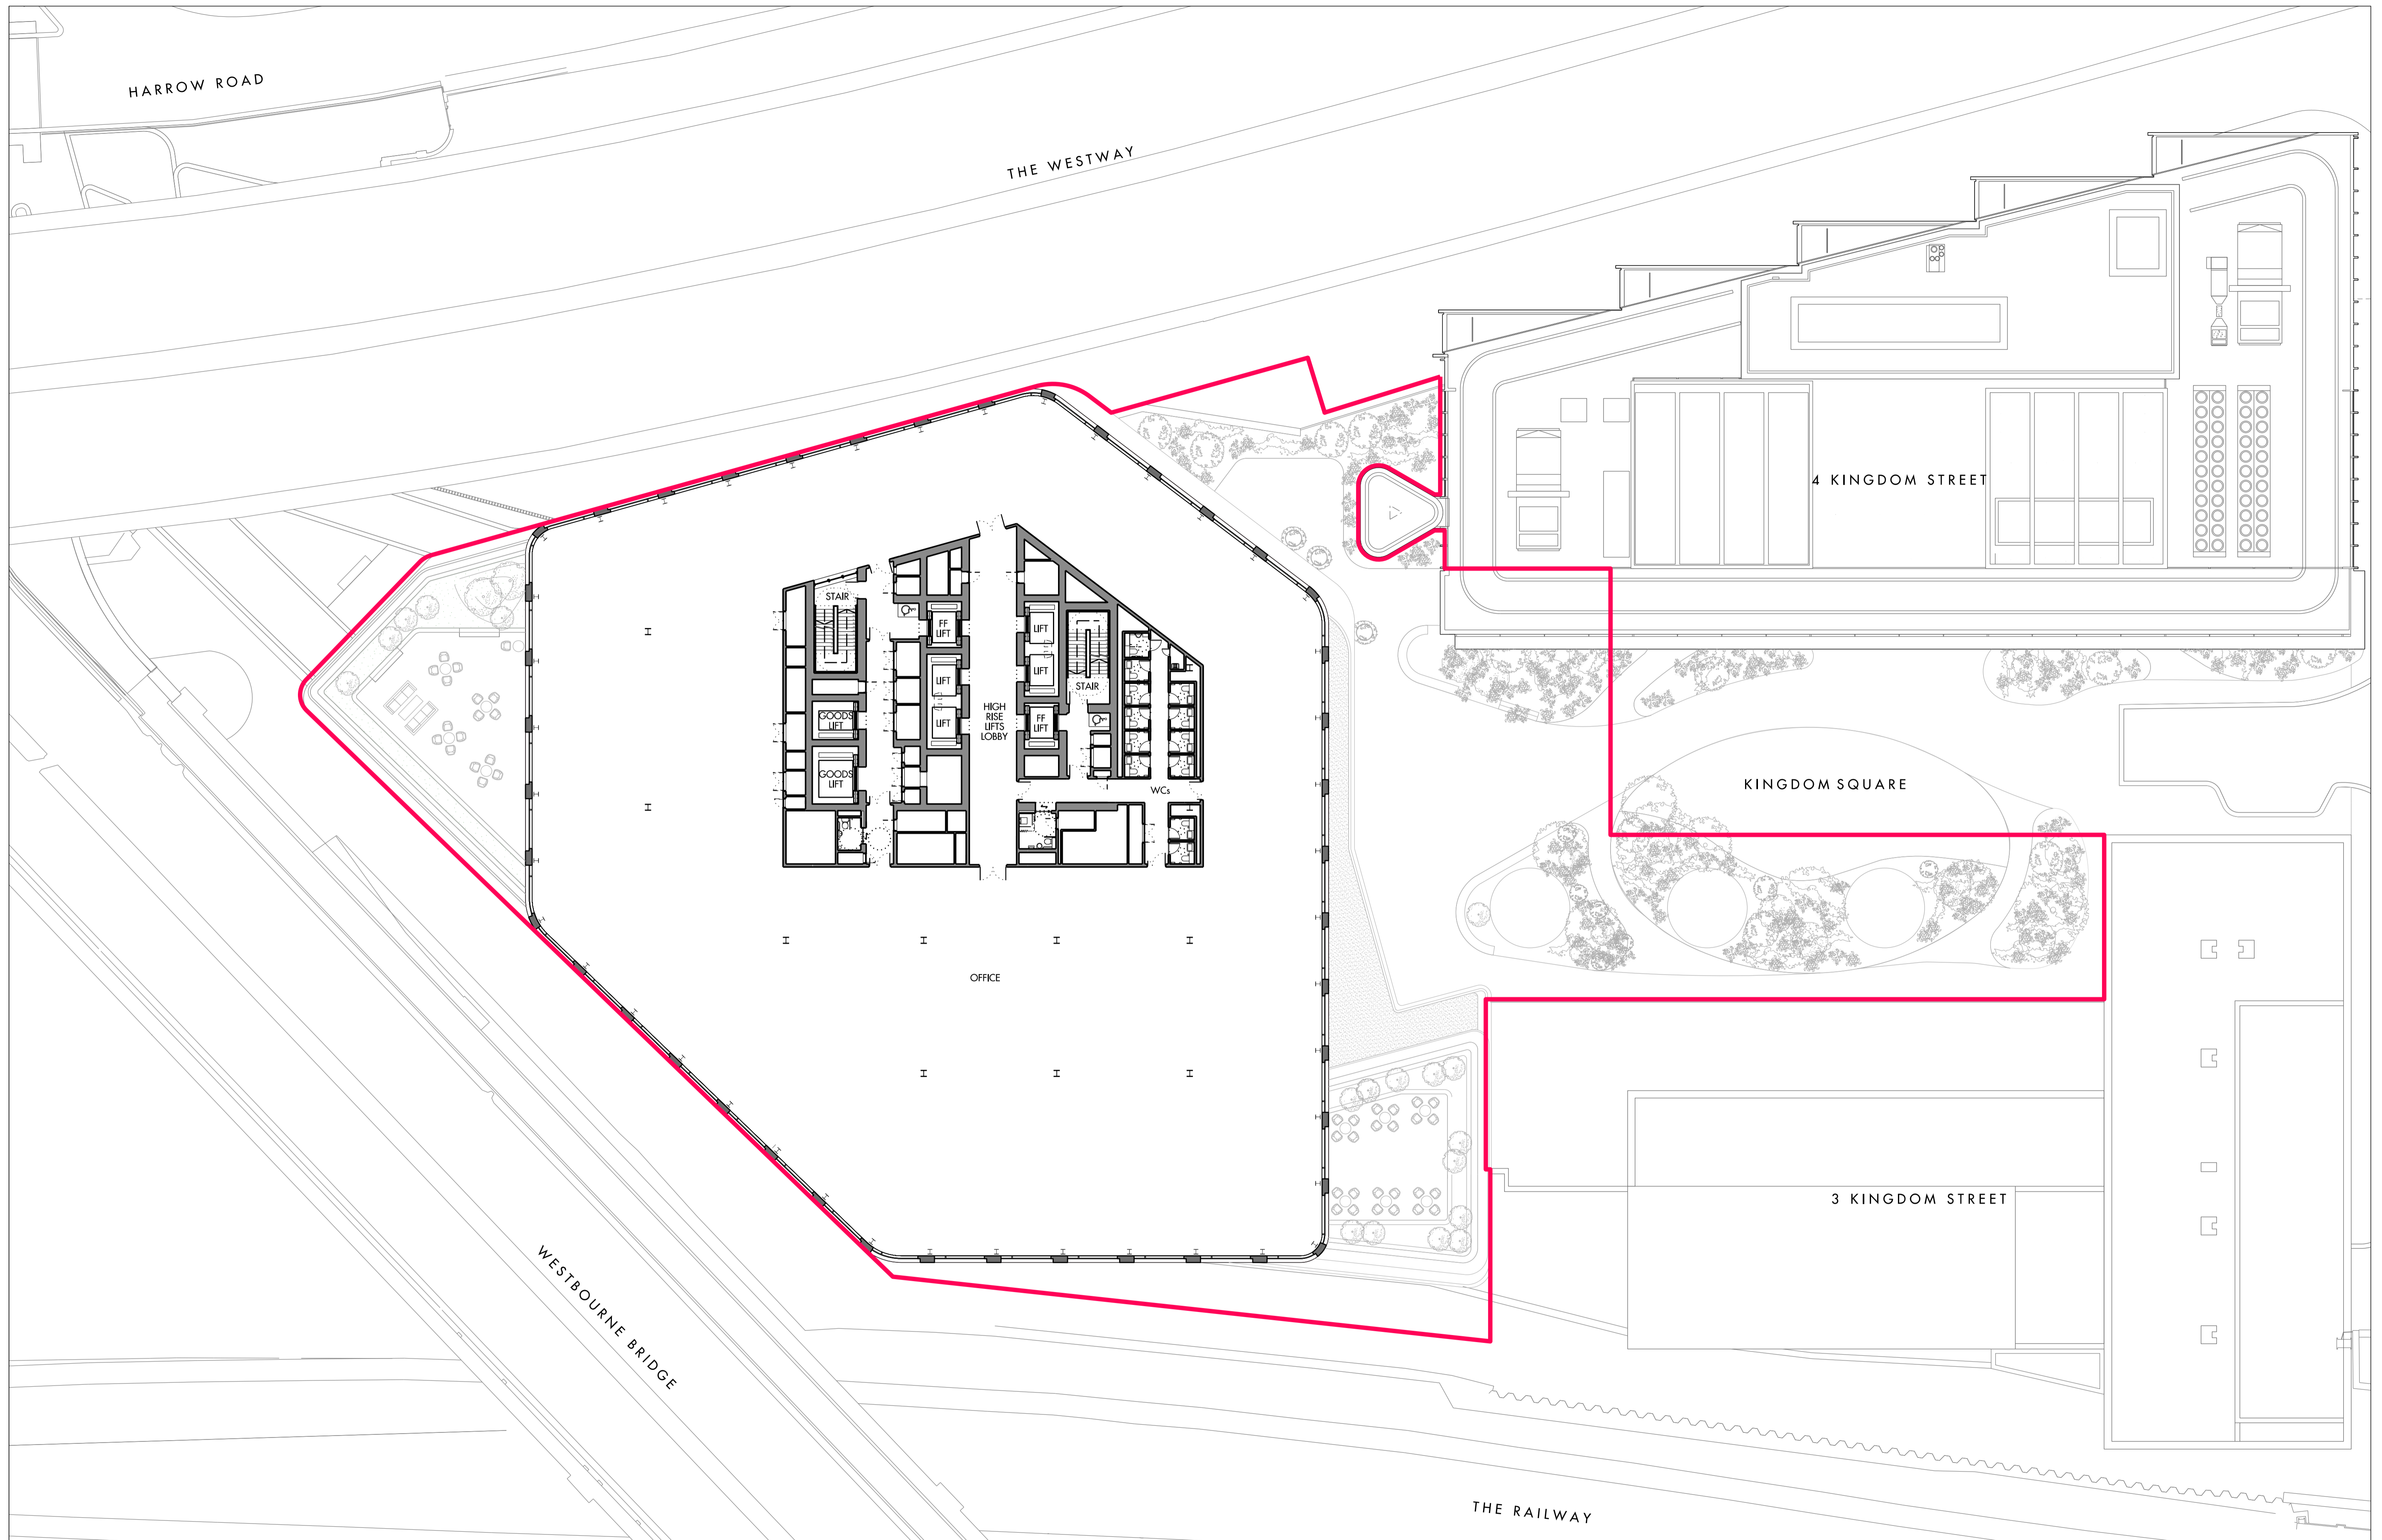 HARROW ROAD
THE WESTWAY
4 KINGDOM STREET
STAIR
FF
LIFT
LIFT
LIFT
LIFT
STAIR
GOODS
LIFT
LIFT
FF
LIFT
HIGH
RISE
LIFTS
LOBBY
GOODS
LIFT
WCs
KINGDOM SQUARE
OFFICE
3 KINGDOM STREET
WESTBOURNE BRIDGE
THE RAILWAY